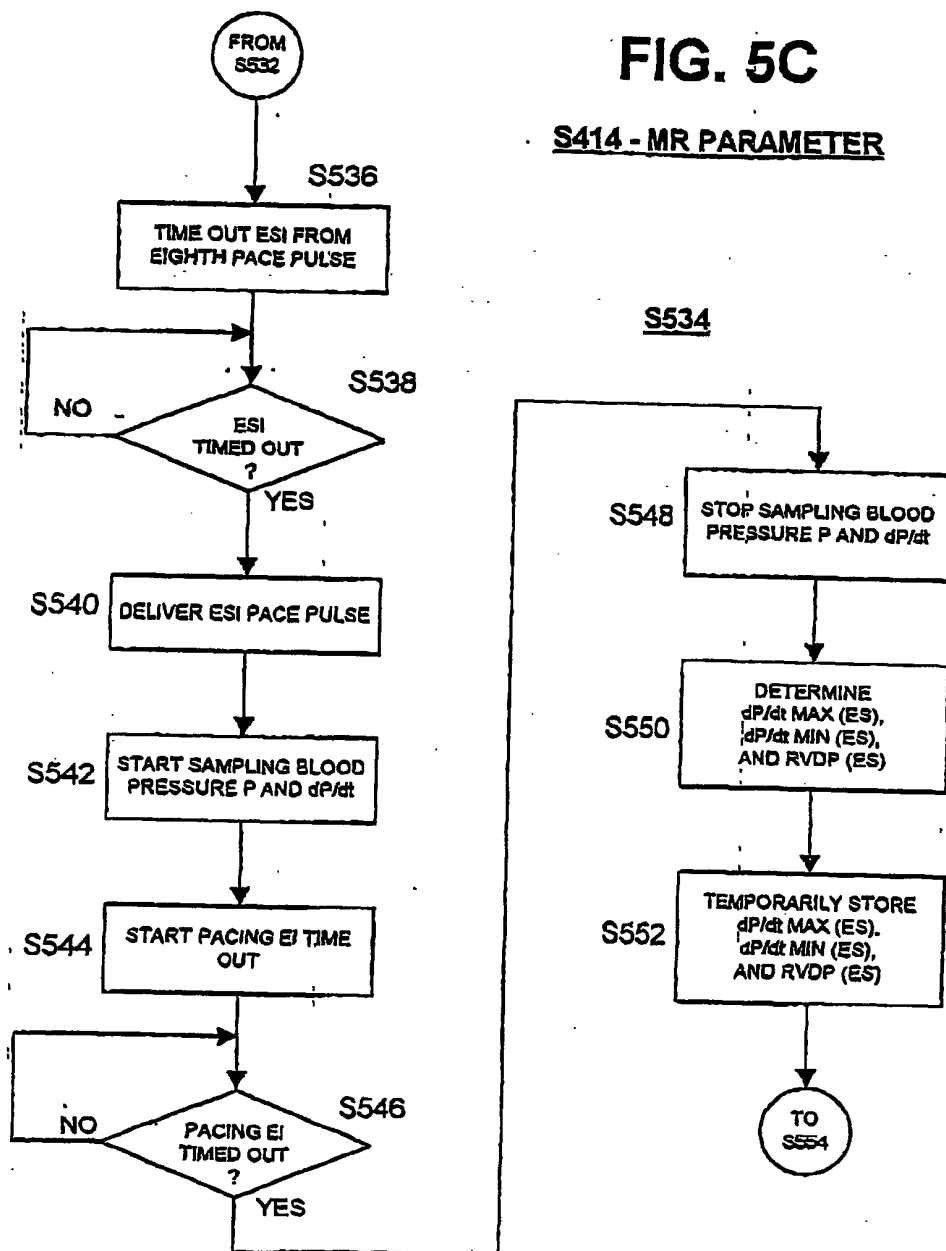 FIG. 5C
S414 - MR PARAMETER
FROM
S532
S536
TIME OUT ESI FROM
EIGHTH PACE PULSE
S538
NO
ESI
TIMED OUT
?
YES
S540
DELIVER ESI PACE PULSE
S542
START SAMPLING BLOOD
PRESSURE P AND dP/dt
S544
START PACING EI TIME
OUT
S546
NO
PACING EI
TIMED OUT
?
YES
S534
S548
STOP SAMPLING BLOOD
PRESSURE P AND dP/dt
S550
DETERMINE
dP/dt MAX (ES),
dP/dt MIN (ES),
AND RVDP (ES)
S552
TEMPORARILY STORE
dP/dt MAX (ES).
dP/dt MIN (ES),
AND RVDP (ES)
TO
S554